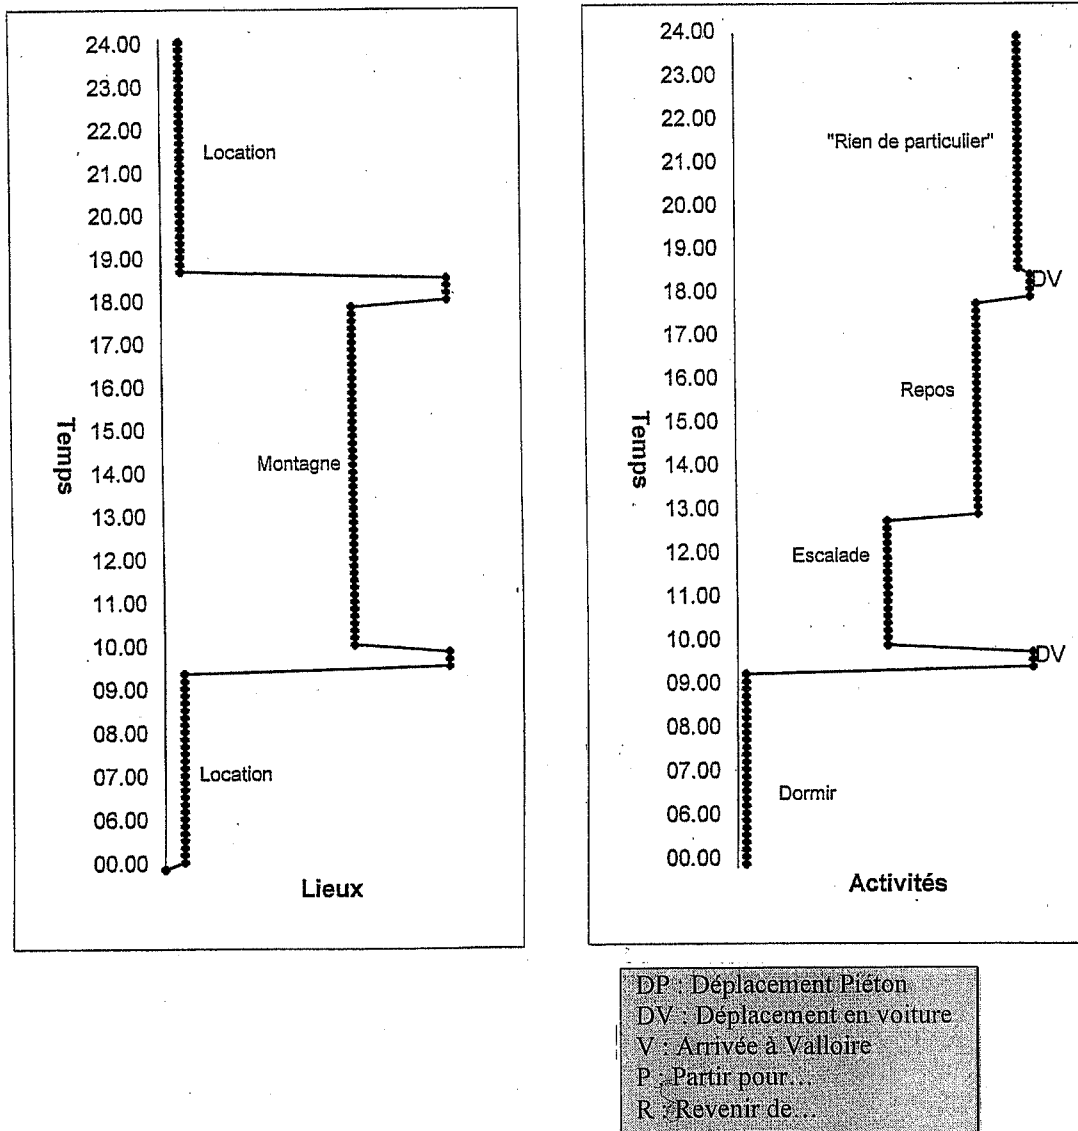 24.00
23.00
22.00
Location
21.00
20.00
19.00
18.00
17.00
16.00
15.00
Temps
Montagne
14.00
13.00
12.00
11.00
10.00
09.00
08.00
07.00
Location
06.00
00.00
Lieux
24.00
23.00
22.00
"Rien de particulier"
21.00
20.00
19.00
DV
18.00
17.00
16.00
Repos
15.00
Temps
14.00
13.00
12.00
Escalade
11.00
10.00
DV
09.00
08.00
07.00
Dormir
06.00
00.00
Activités
DP : Déplacement Piéton
DV : Déplacement en voiture
V : Arrivée à Valloire
P : Partir pour...
R : Revenir de...